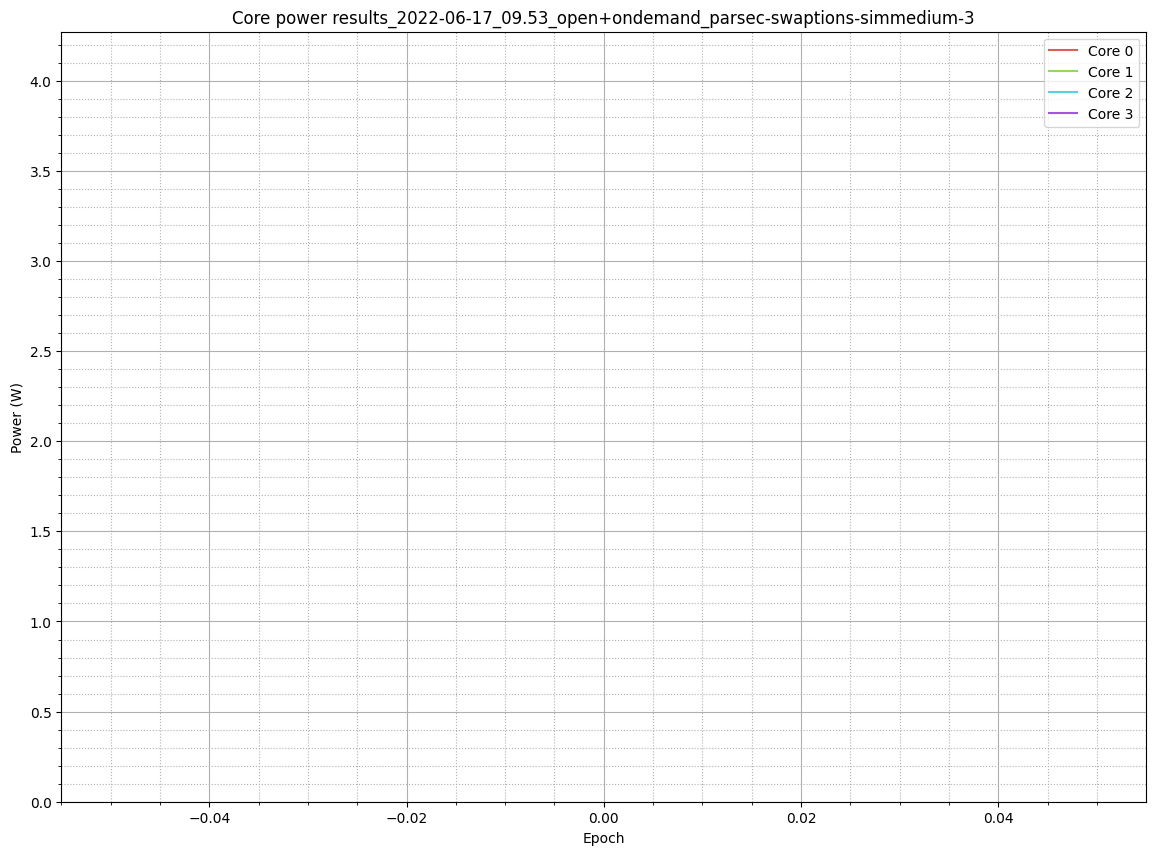 Core power results_2022-06-17_09.53_open+ondemand_parsec-swaptions-simmedium-3
Core 0
Core 1
Core 2
Core 3
4.0
3.5
3.0
2.5
2.0
1.5
1.0
0.5
0.0
Power (W)
−0.04
−0.02
0.00
0.02
0.04
Epoch